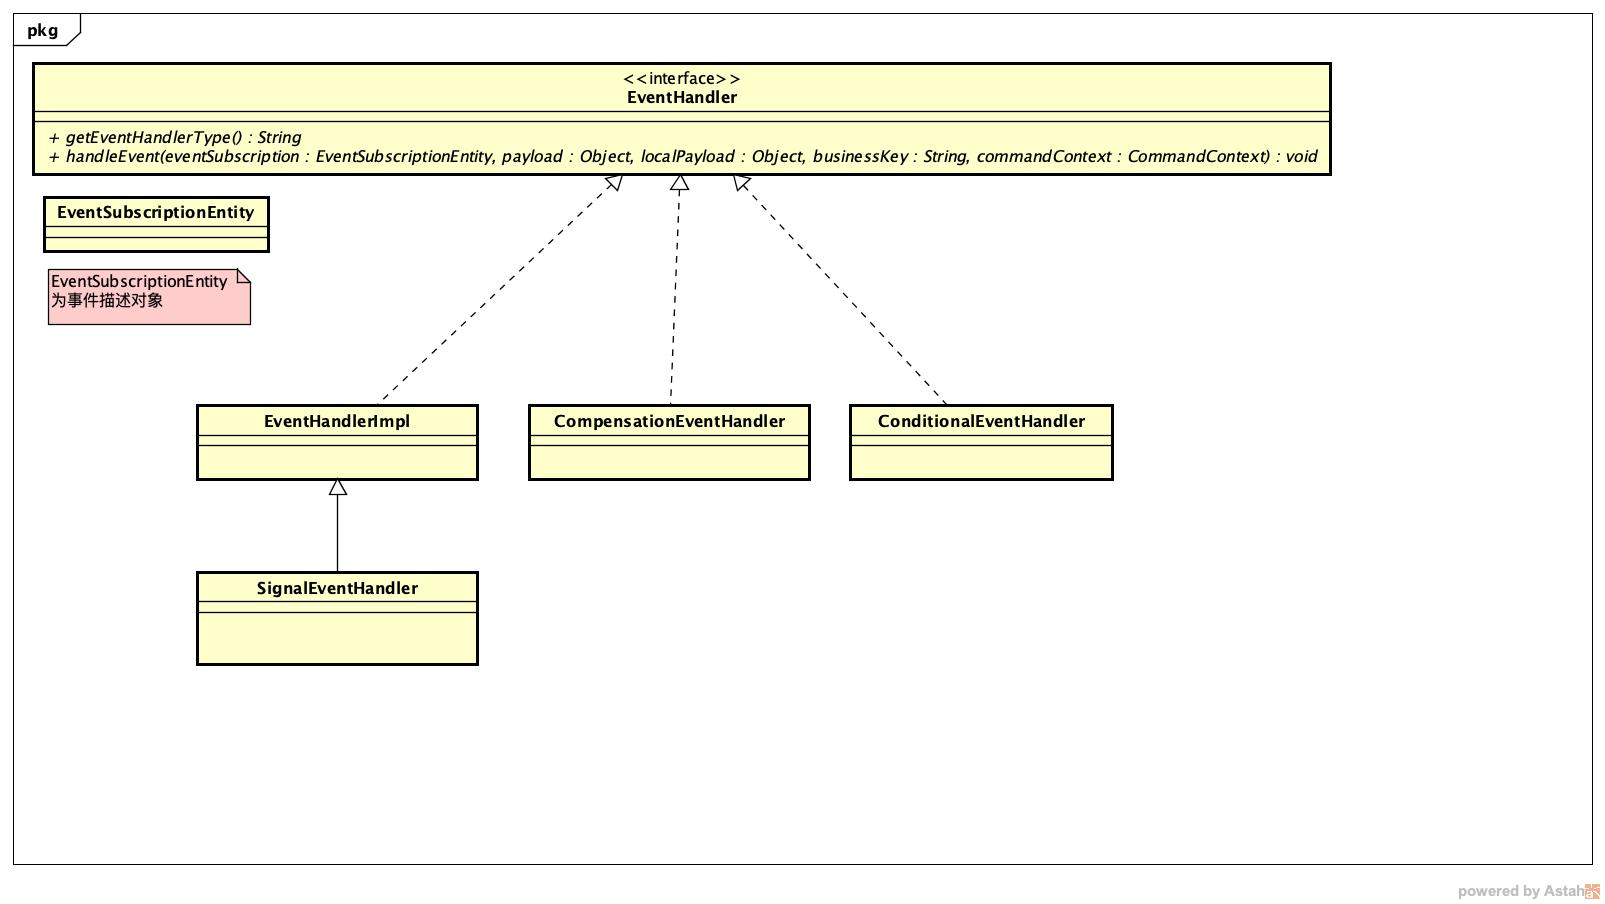 pkg
<<interface>>
EventHandler
+ getEventHandlerType() : String
+ handleEvent(eventSubscription : EventSubscriptionEntity, payload : Object, localPayload : Object, businessKey : String, commandContext : CommandContext) : void
EventSubscriptionEntity
EventSubscriptionEntity
为事件描述对象
EventHandlerImpl
CompensationEventHandler
ConditionalEventHandler
SignalEventHandler
powered by Astah